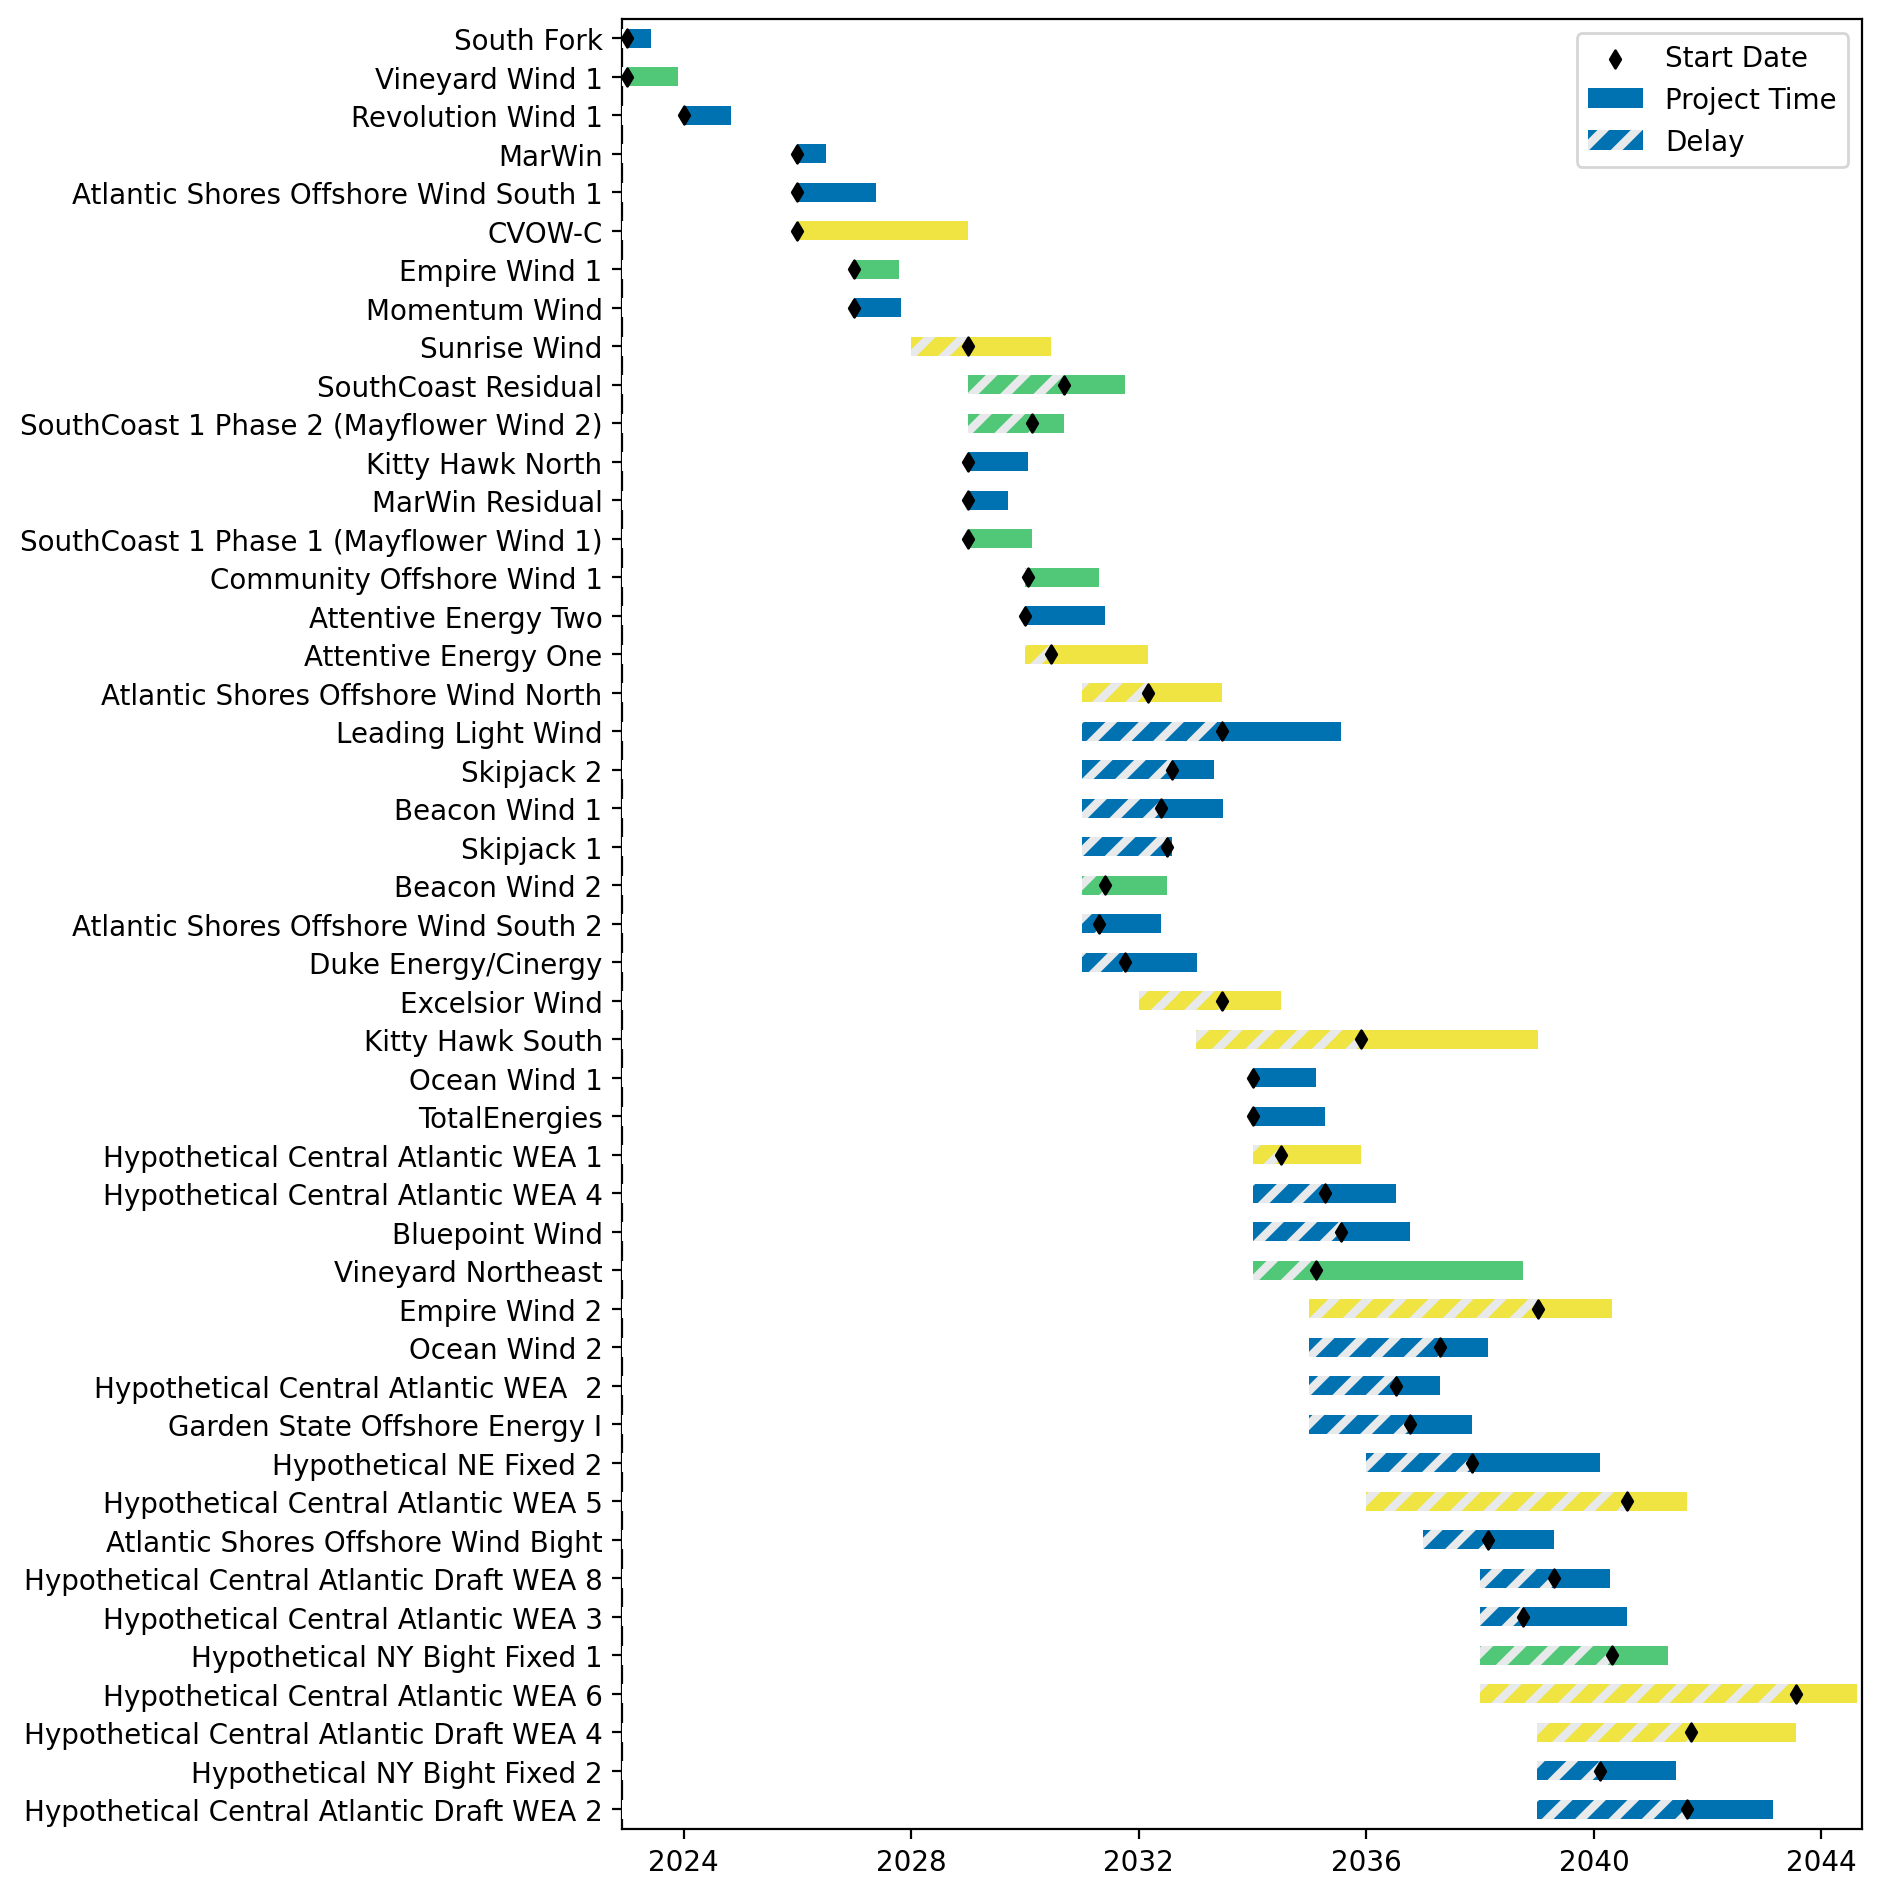 South Fork
Vineyard Wind 1
Revolution Wind 1
MarWin
Atlantic Shores Offshore Wind South 1
CVOW-C
Empire Wind 1
Momentum Wind
Sunrise Wind
SouthCoast Residual
SouthCoast 1 Phase 2 (Mayflower Wind 2)
Kitty Hawk North
MarWin Residual
SouthCoast 1 Phase 1 (Mayflower Wind 1)
Community Offshore Wind 1
Attentive Energy Two
Attentive Energy One
Atlantic Shores Offshore Wind North
Leading Light Wind
Skipjack 2
Beacon Wind 1
Skipjack 1
Beacon Wind 2
Atlantic Shores Offshore Wind South 2
Duke Energy/Cinergy
Excelsior Wind
Kitty Hawk South
Ocean Wind 1
TotalEnergies
Hypothetical Central Atlantic WEA 1
Hypothetical Central Atlantic WEA 4
Bluepoint Wind
Vineyard Northeast
Empire Wind 2
Ocean Wind 2
Hypothetical Central Atlantic WEA  2
Garden State Offshore Energy I
Hypothetical NE Fixed 2
Hypothetical Central Atlantic WEA 5
Atlantic Shores Offshore Wind Bight
Hypothetical Central Atlantic Draft WEA 8
Hypothetical Central Atlantic WEA 3
Hypothetical NY Bight Fixed 1
Hypothetical Central Atlantic WEA 6
Hypothetical Central Atlantic Draft WEA 4
Hypothetical NY Bight Fixed 2
Hypothetical Central Atlantic Draft WEA 2
Start Date
Project Time
Delay
2024 2028 2032 2036 2040 2044